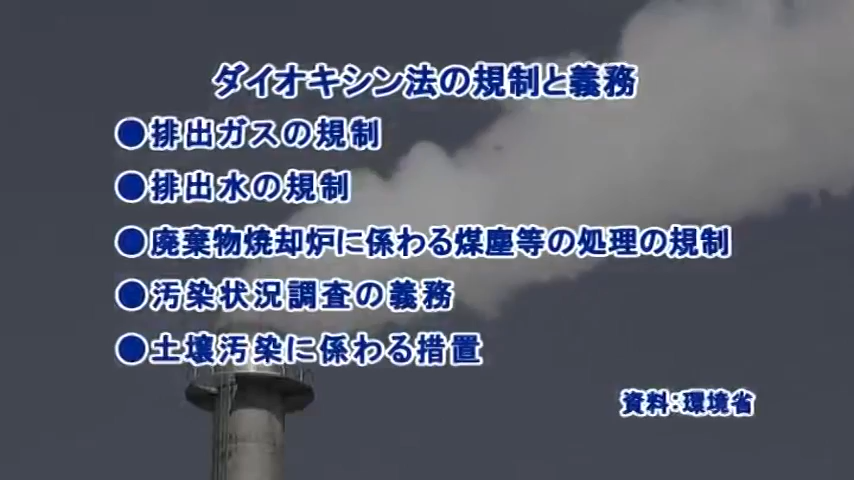 ダイオキシン法の規制と義務
●排出ガスの規制
●排出水の規制
●廃棄物焼却炉に係わる煤塵等の処理の規制
●汚染状況調査の義務
●土壌汚染に係わる措置
資料:環境省